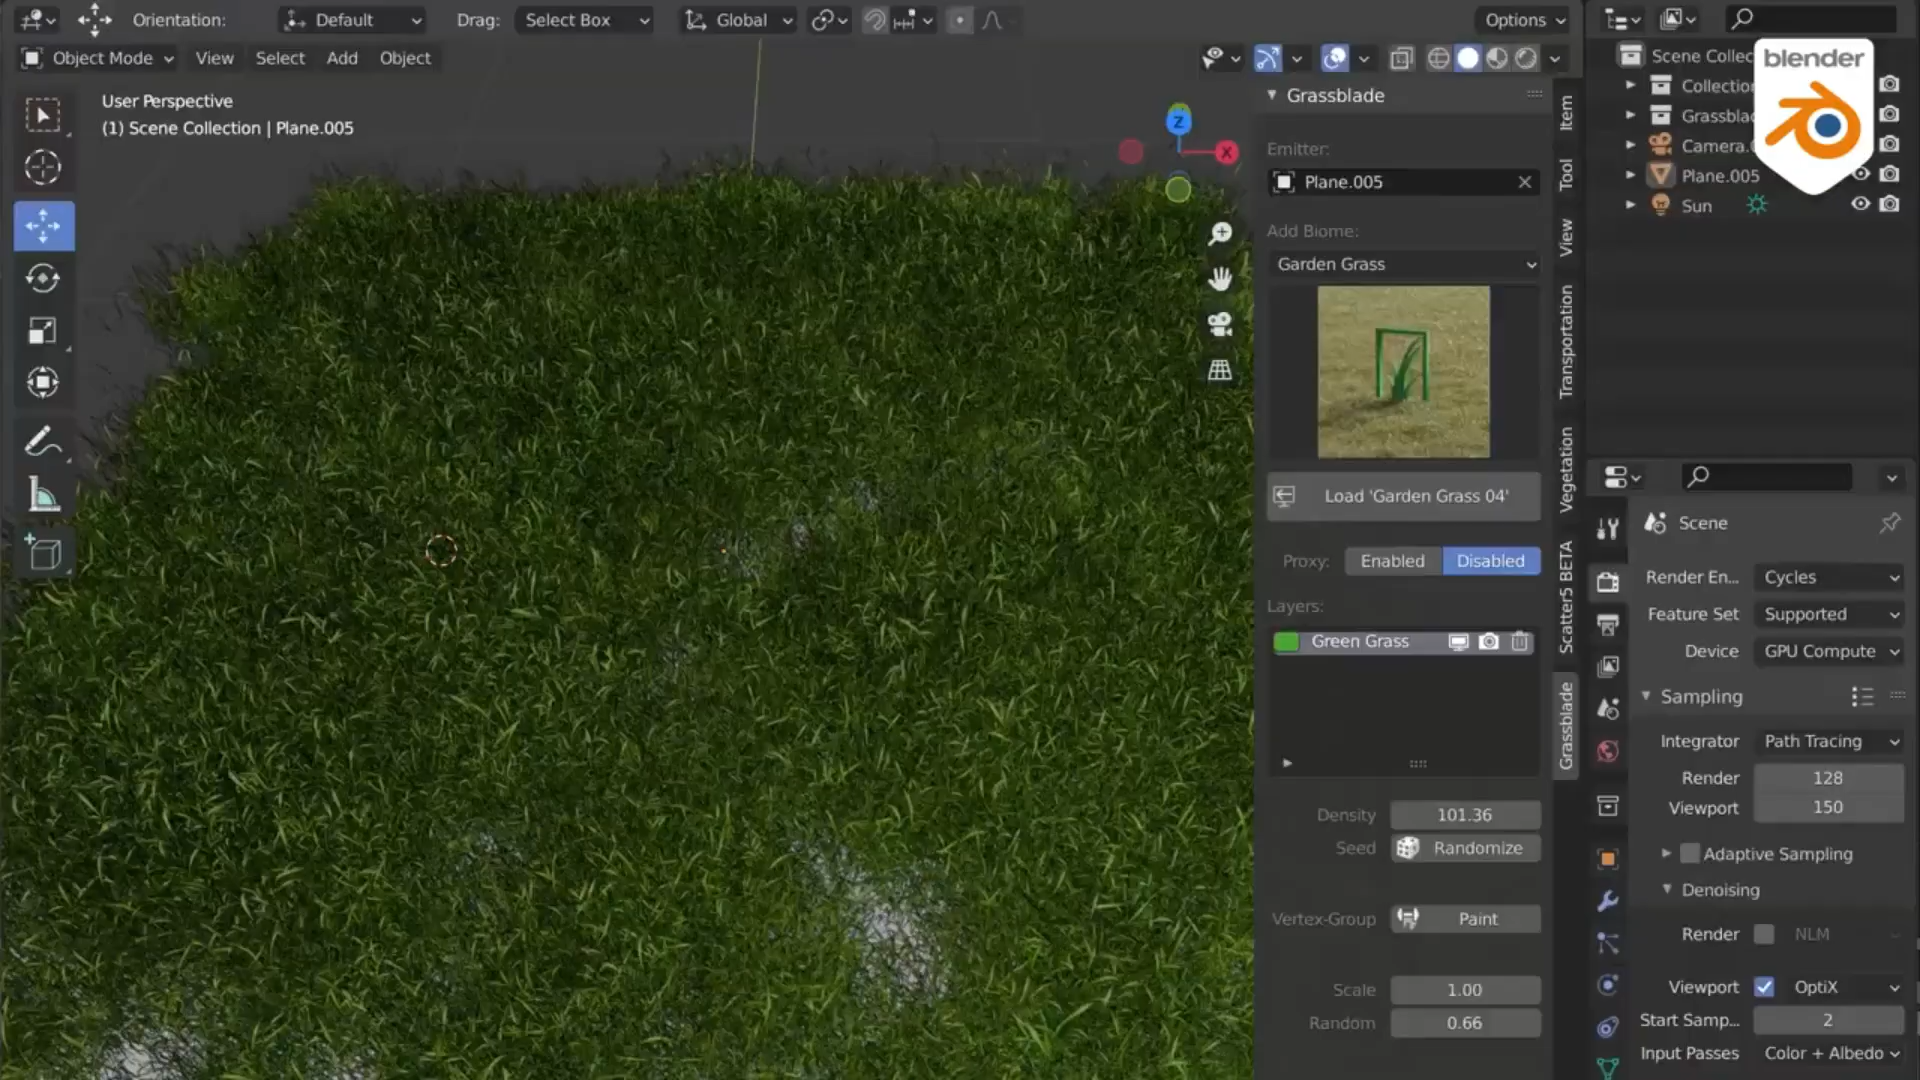 Orientation: Default Drag: Select Box Global Options
Object Mode View Select Add Object
User Perspective
(1) Scene Collection | Plane.005
Z
X
Grassblade
Emitter:
Plane.005
Add Biome:
Garden Grass
Load 'Garden Grass 04'
Proxy: Enabled Disabled
Layers:
Green Grass
Density 101.36
Seed Randomize
Vertex-Group Paint
Scale 1.00
Random 0.66
Item
Tool
View
Transportation
Vegetation
Scatter5 BETA
Grassblade
Scene Collec
Collectio
Grassblad
Camera.
Plane.005
Sun
blender
Scene
Render En... Cycles
Feature Set Supported
Device GPU Compute
Sampling
Integrator Path Tracing
Render 128
Viewport 150
Adaptive Sampling
Denoising
Render NLM
Viewport OptiX
Start Samp... 2
Input Passes Color + Albedo